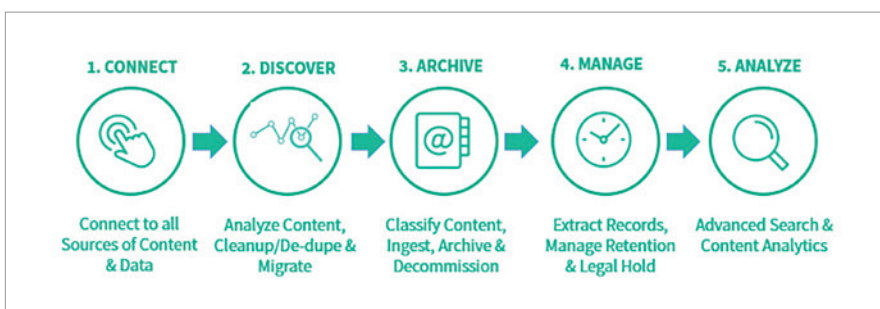 1. CONNECT
2. DISCOVER
3. ARCHIVE
4. MANAGE
5. ANALYZE
@
Connect to all
Sources of Content
& Data
Analyze Content,
Cleanup/De-dupe &
Migrate
Classify Content,
Ingest, Archive &
Decommission
Extract Records,
Manage Retention
& Legal Hold
Advanced Search &
Content Analytics